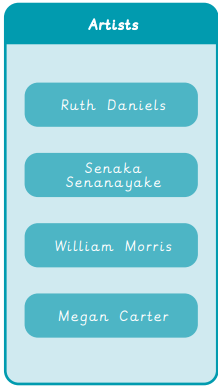 Artists
Ruth Daniels
Senaka
Senanayake
William Morris
Megan Carter